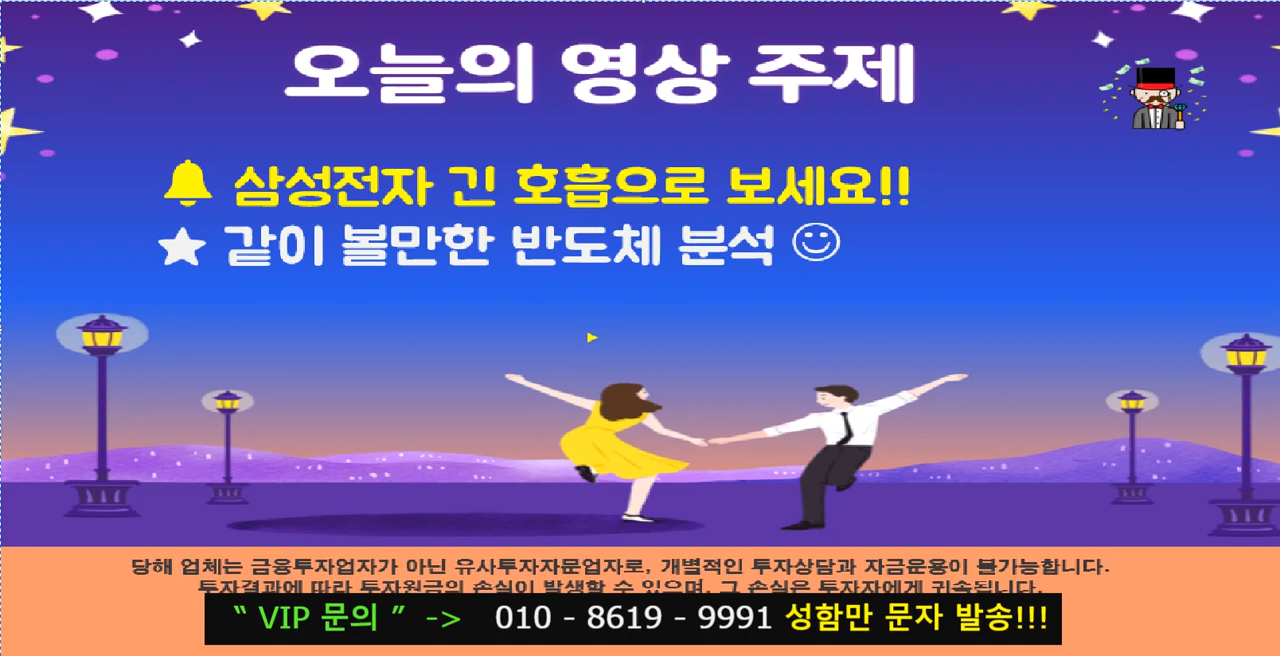 오늘의 영상 주제
삼성전자 긴 호흡으로 보세요!!
같이 볼만한 반도체 분석
당해 업체는 금융투자업자가 아닌 유사투자자문업자로, 개별적인 투자상담과 자금운용이 불가능합니다.
투자결과에 따라 투자원금의 손실이 발생할 수 있으며, 그 손실은 투자자에게 귀속됩니다.
“ VIP 문의 ” -> 010 - 8619 - 9991 성함만 문자 발송!!!